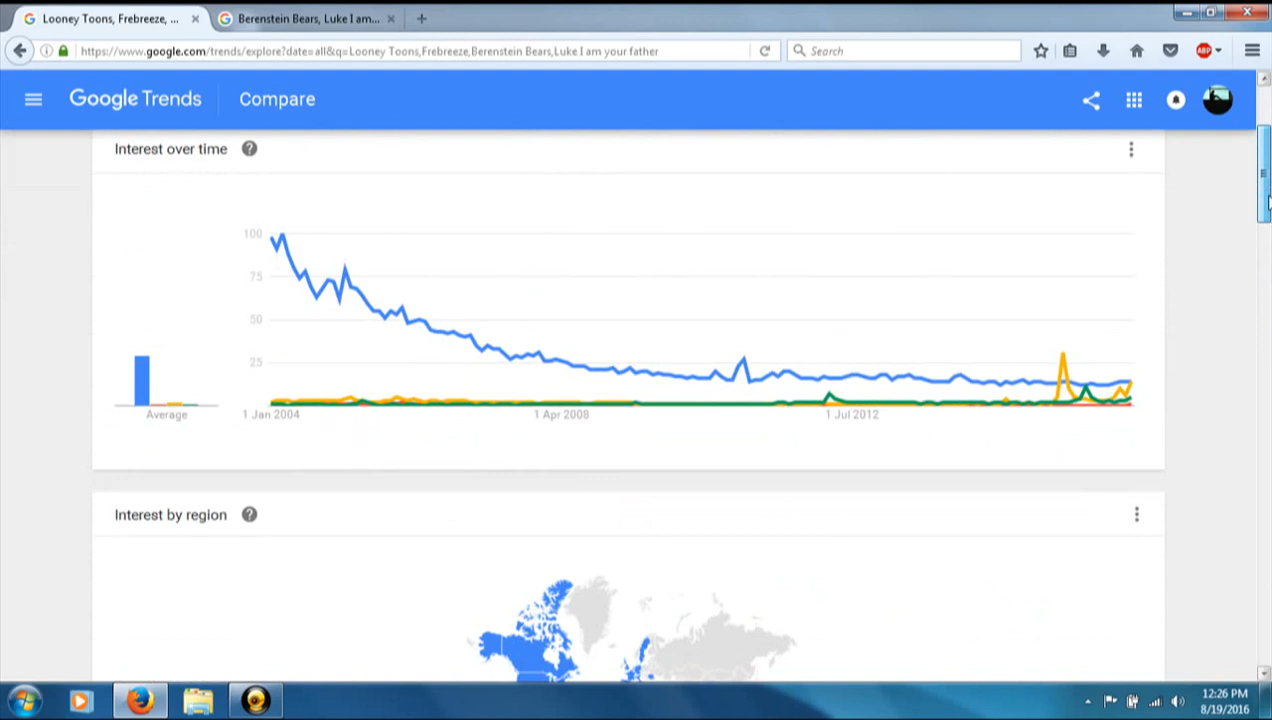 Looney Toons, Frebreeze, ...
Berenstein Bears, Luke I am...
https://www.google.com/trends/explore?date=all&q=Looney Toons,Frebreeze,Berenstein Bears,Luke I am your father
Search
ABP
Google Trends
Compare
Interest over time
100
75
50
25
Average
1 Jan 2004
1 Apr 2008
1 Jul 2012
Interest by region
12:26 PM
8/19/2016